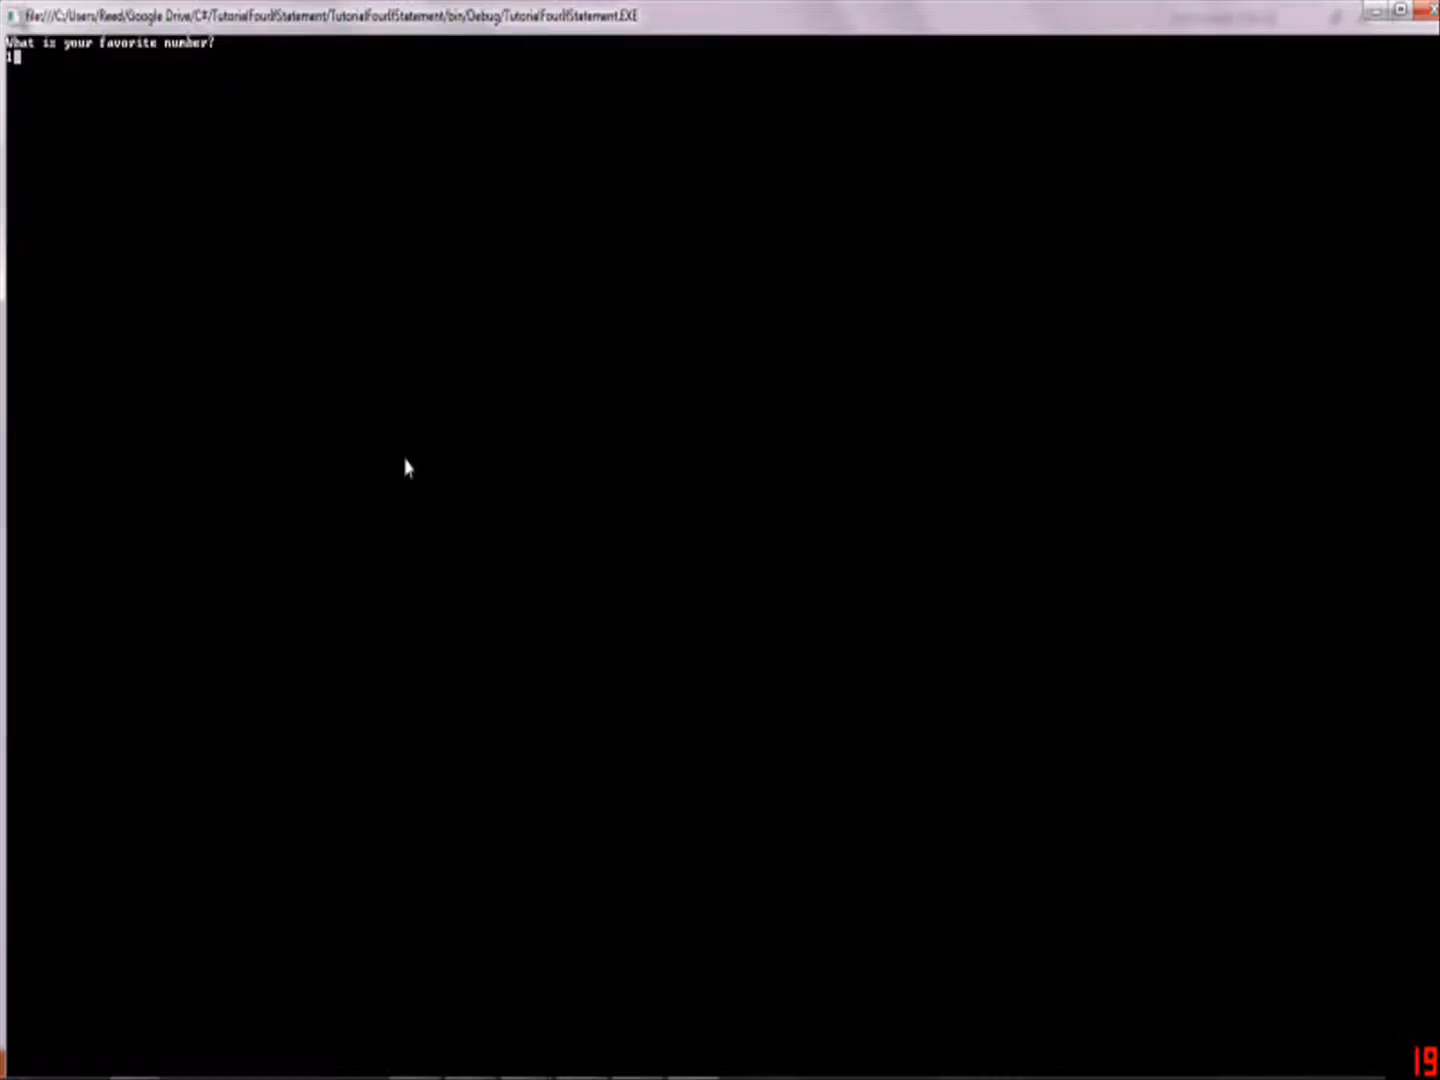 file:///C:/Users/Reed/Google Drive/C#/TutorialFourIfStatement/TutorialFourIfStatement/bin/Debug/TutorialFourIfStatement.EXE
What is your favorite number?
1
19